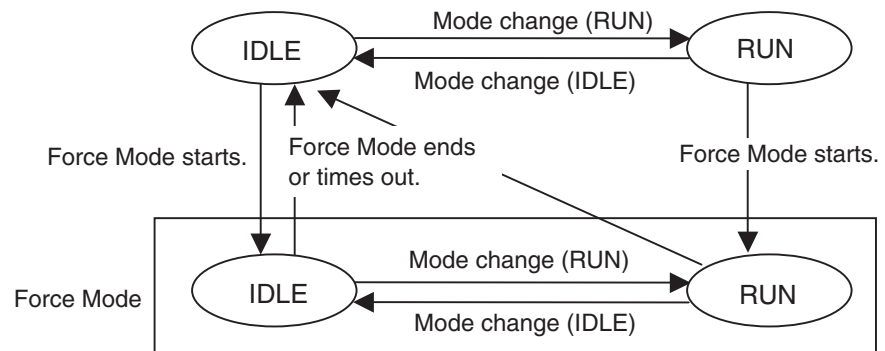 Mode change (RUN)
IDLE
RUN
Mode change (IDLE)
Force Mode starts.
Force Mode ends
or times out.
Force Mode starts.
Mode change (RUN)
Force Mode
IDLE
RUN
Mode change (IDLE)